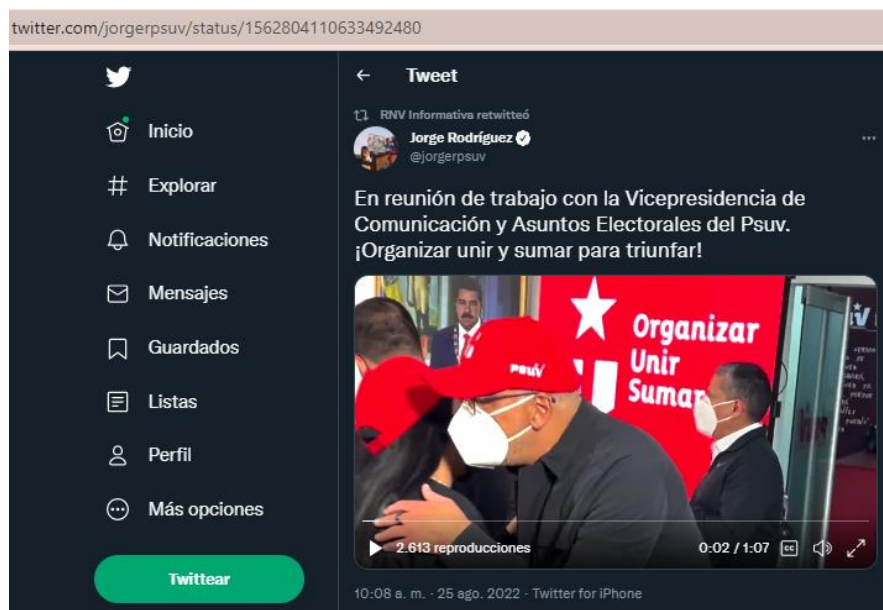 twitter.com/jorgerpsuv/status/1562804110633492480
Inicio
Explorar
Notificaciones
Mensajes
Guardados
Listas
Perfil
Más opciones
Twittear
Tweet
RNV Informativa retwitteó
Jorge Rodríguez
@jorgerpsuv
En reunión de trabajo con la Vicepresidencia de
Comunicación y Asuntos Electorales del Psuv.
¡Organizar unir y sumar para triunfar!
Organizar
Unir
Sumar
PSUV
2.613 reproducciones
0:02 / 1:07
CC
10:08 a. m. · 25 ago. 2022 · Twitter for iPhone